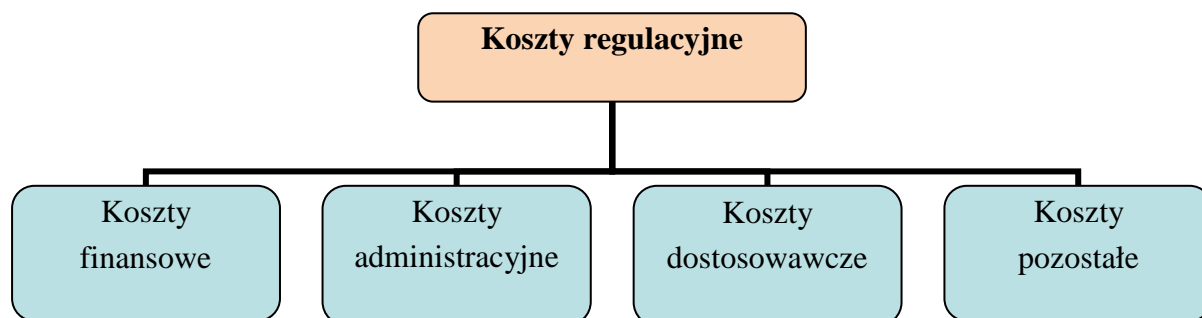 Koszty regulacyjne
Koszty
finansowe
Koszty
administracyjne
Koszty
dostosowawcze
Koszty
pozostałe